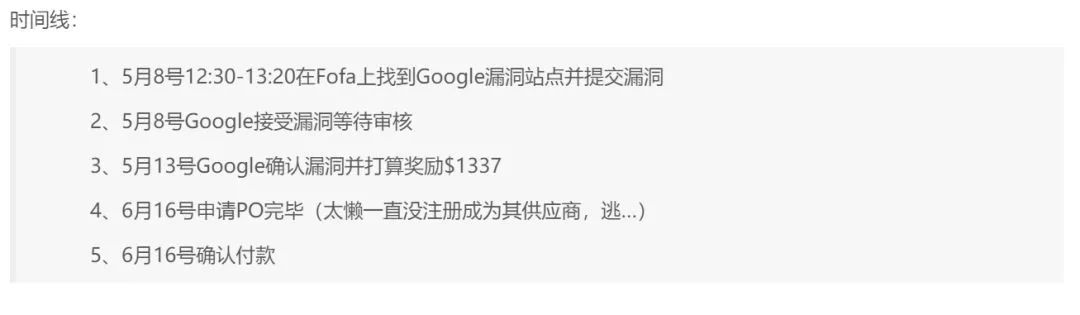 时间线：
1、5月8号12:30-13:20在Fofa上找到Google漏洞站点并提交漏洞
2、5月8号Google接受漏洞等待审核
3、5月13号Google确认漏洞并打算奖励$1337
4、6月16号申请PO完毕（太懒一直没注册成为其供应商，逃...）
5、6月16号确认付款